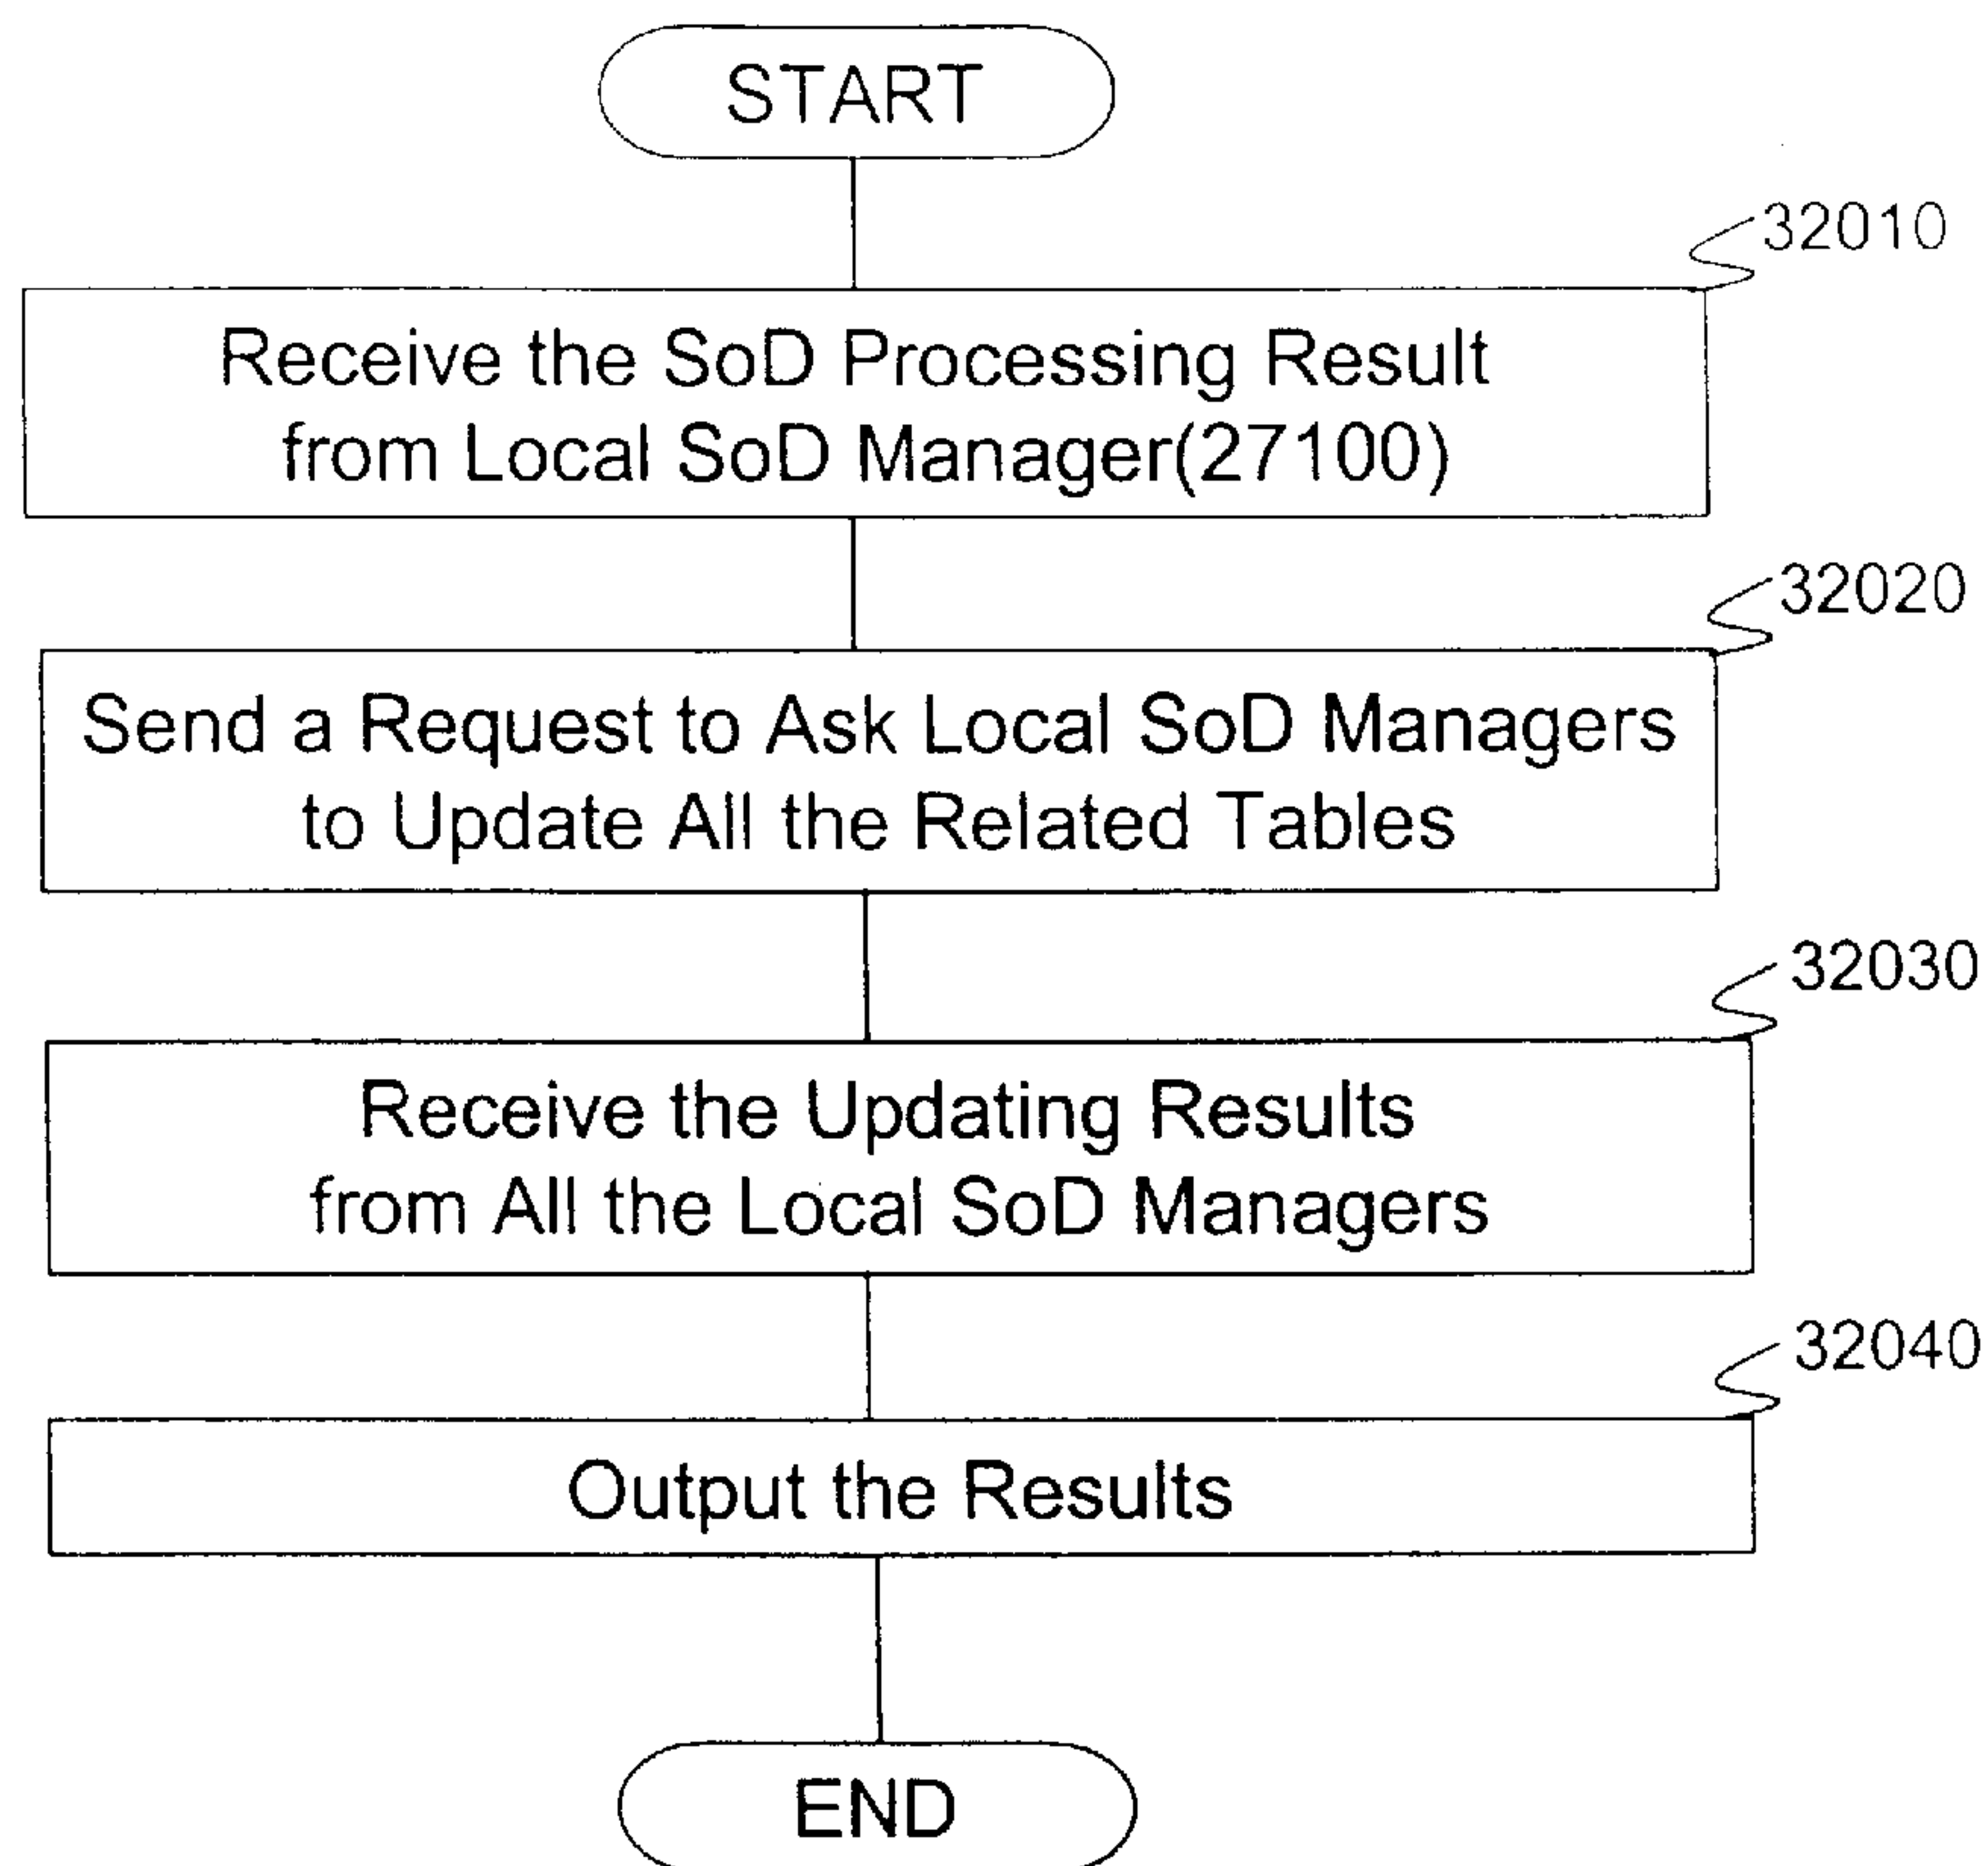 START
32010
Receive the SoD Processing Result
from Local SoD Manager(27100)
32020
Send a Request to Ask Local SoD Managers
to Update All the Related Tables
32030
Receive the Updating Results
from All the Local SoD Managers
32040
Output the Results
END